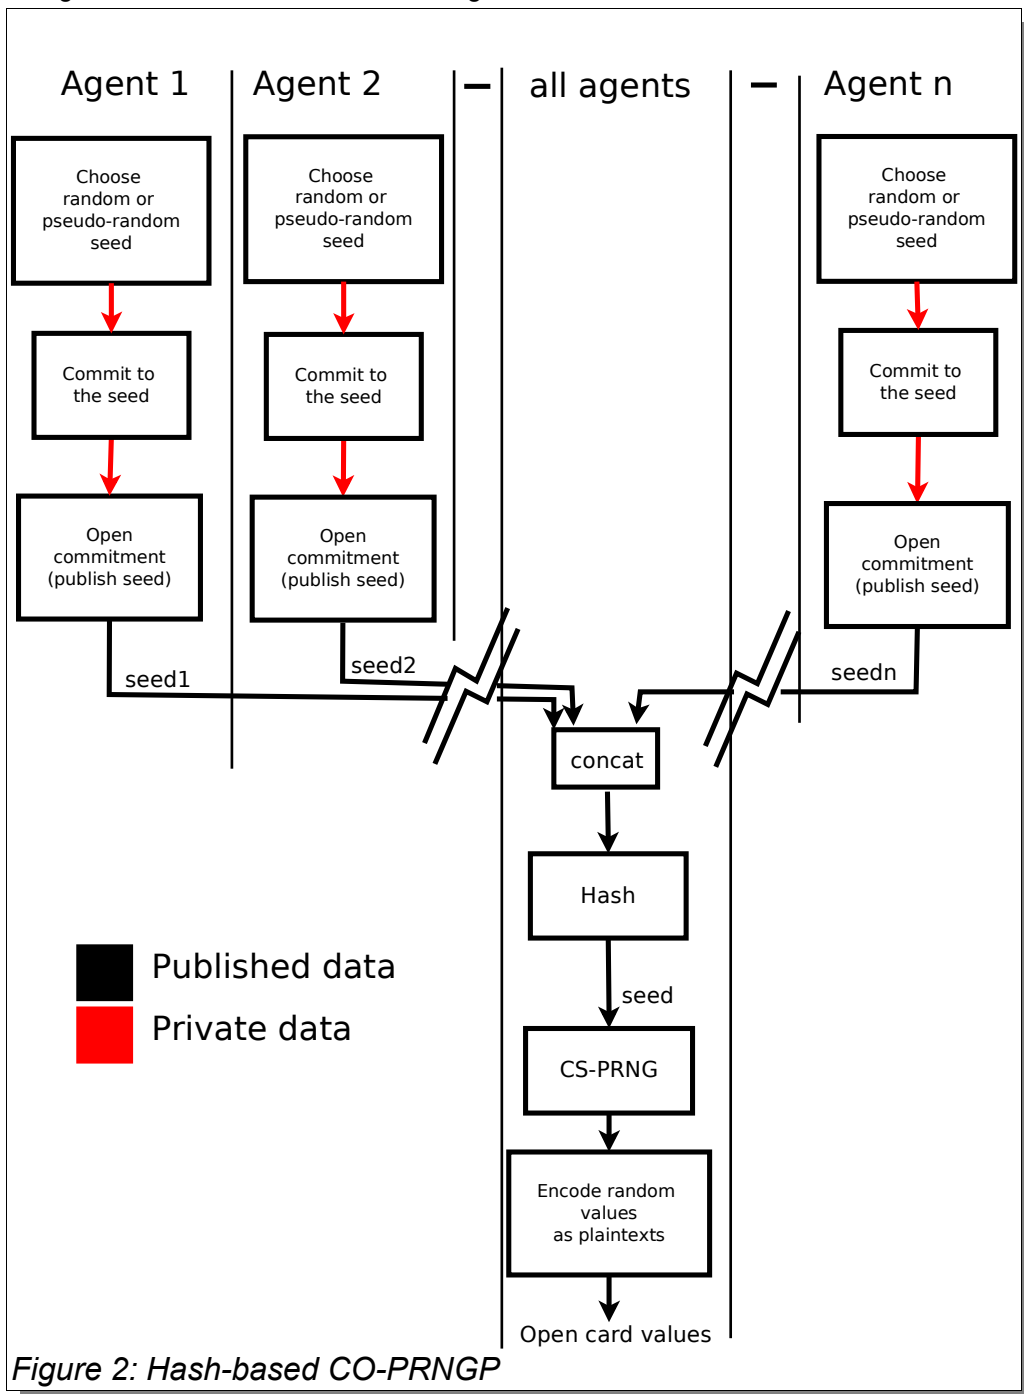 Agent 1
Agent 2
–
all agents
–
Agent n
Choose
random or
pseudo-random
seed
Choose
random or
pseudo-random
seed
Choose
random or
pseudo-random
seed
Commit to
the seed
Commit to
the seed
Commit to
the seed
Open
commitment
(publish seed)
Open
commitment
(publish seed)
Open
commitment
(publish seed)
seed1
seed2
seedn
concat
Hash
seed
Published data
Private data
CS-PRNG
Encode random
values
as plaintexts
Open card values
Figure 2: Hash-based CO-PRNGP